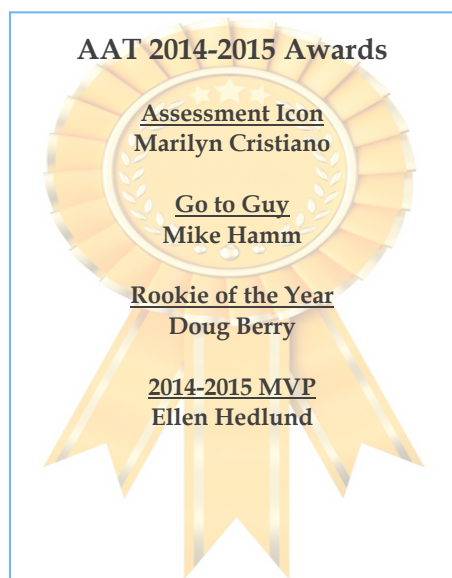 AAT 2014-2015 Awards
Assessment Icon
Marilyn Cristiano
Go to Guy
Mike Hamm
Rookie of the Year
Doug Berry
2014-2015 MVP
Ellen Hedlund